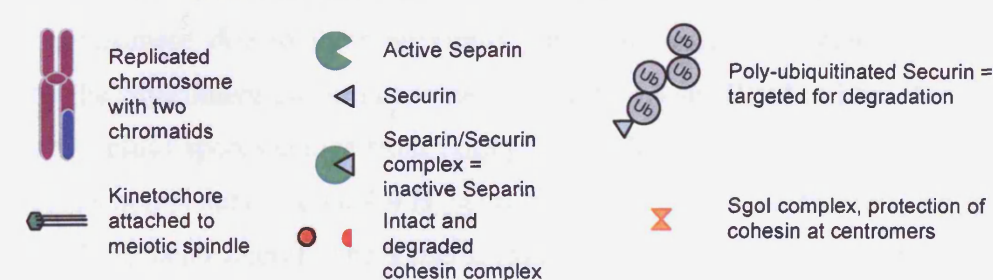 Replicated
chromosome
with two
chromatids
Kinetochore
attached to
meiotic spindle
Active Separin
Securin
Separin/Securin
complex =
inactive Separin
Intact and
degraded
cohesin complex
Ub
Ub
Ub
Ub
Poly-ubiquitinated Securin =
targeted for degradation
SgoI complex, protection of
cohesin at centromers